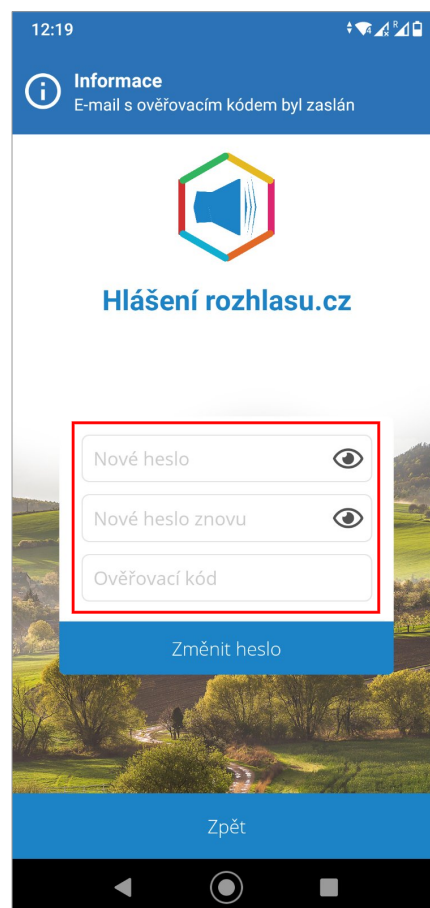 12:19
Informace
E-mail s ověřovacím kódem byl zaslán
Hlášení rozhlasu.cz
Nové heslo
Nové heslo znovu
Ověřovací kód
Změnit heslo
Zpět